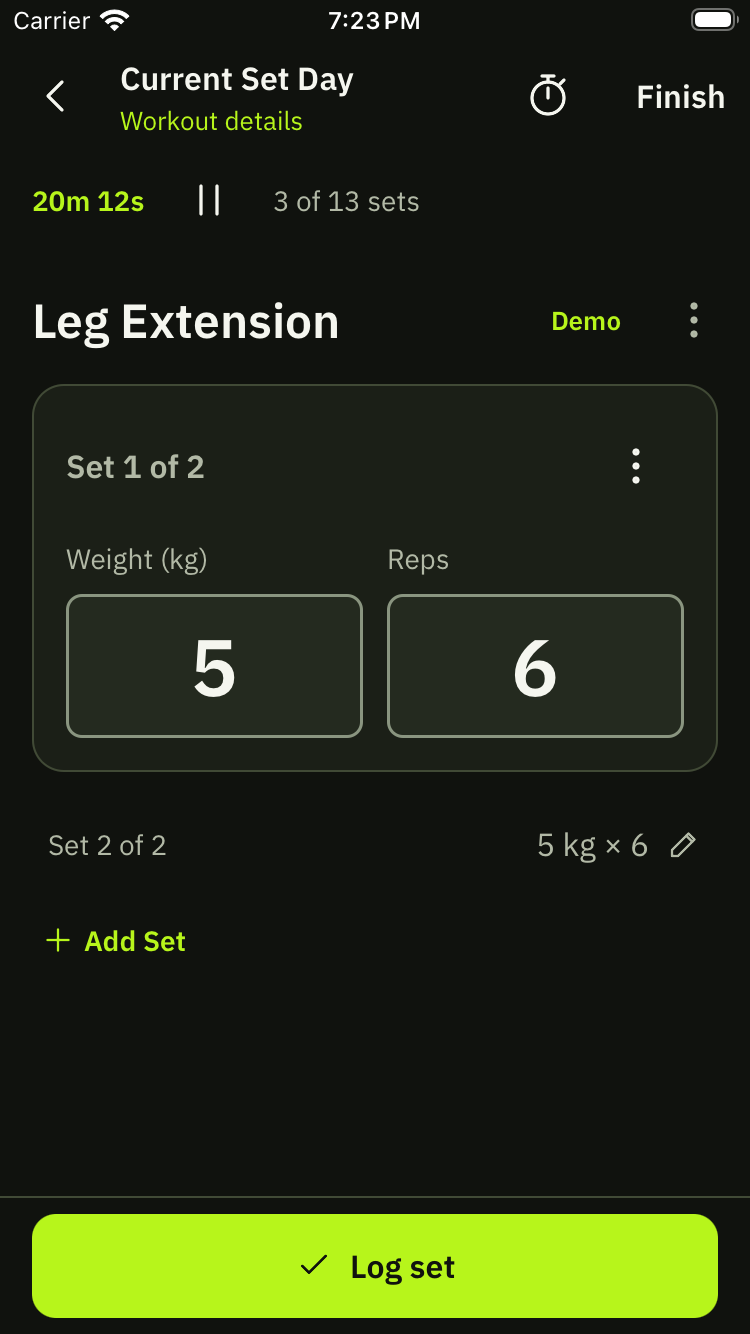 Carrier 7:23 PM
Current Set Day
Workout details
Finish
20m 12s
3 of 13 sets
Leg Extension
Demo
Set 1 of 2
Weight (kg)
Reps
5
6
Set 2 of 2
5 kg × 6
Add Set
Log set